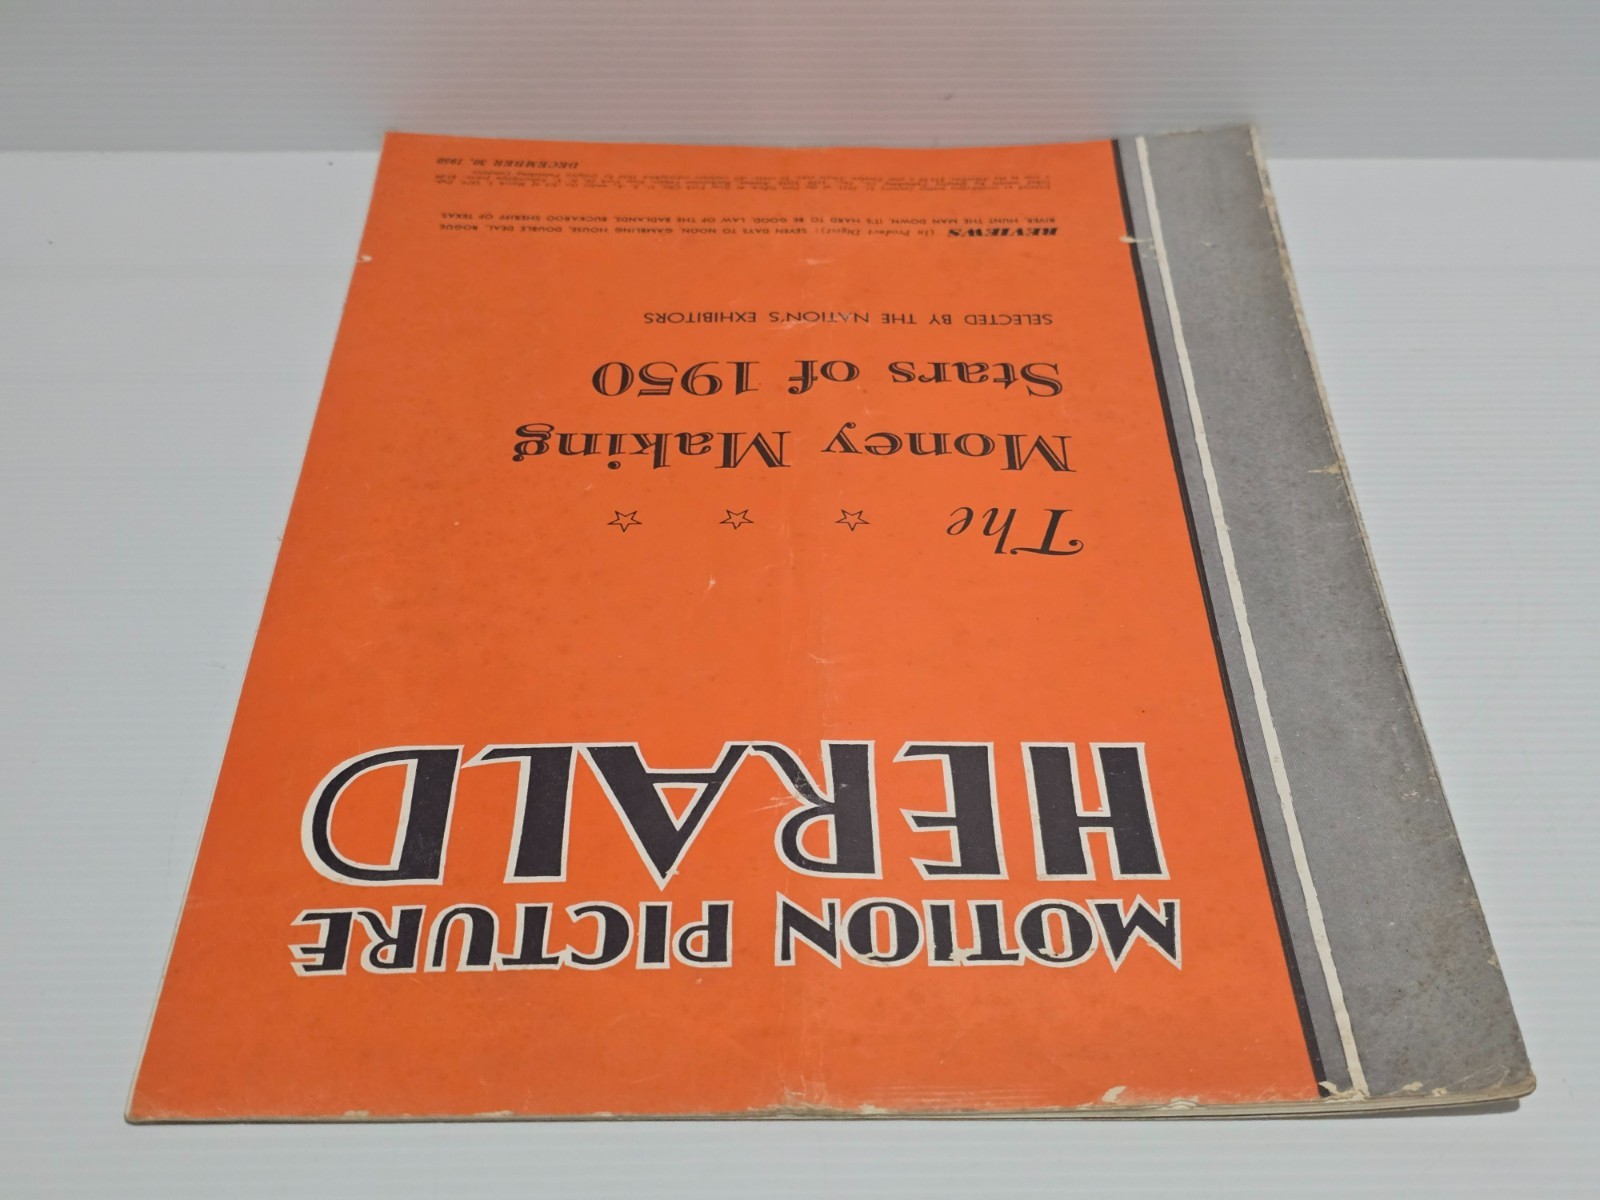 MOTION PICTURE
HERALD
The
Money Making
Stars of 1950
SELECTED BY THE NATION'S EXHIBITORS
REVIEWS (In Product Digest): SEVEN DAYS TO NOON, GAMBLING HOUSE, DOUBLE DEAL, ROGUE
RIVER, HUNT THE MAN DOWN, IT'S HARD TO BE GOOD, LAW OF THE BADLANDS, BUCKAROO SHERIFF OF TEXAS
DECEMBER 30, 1950